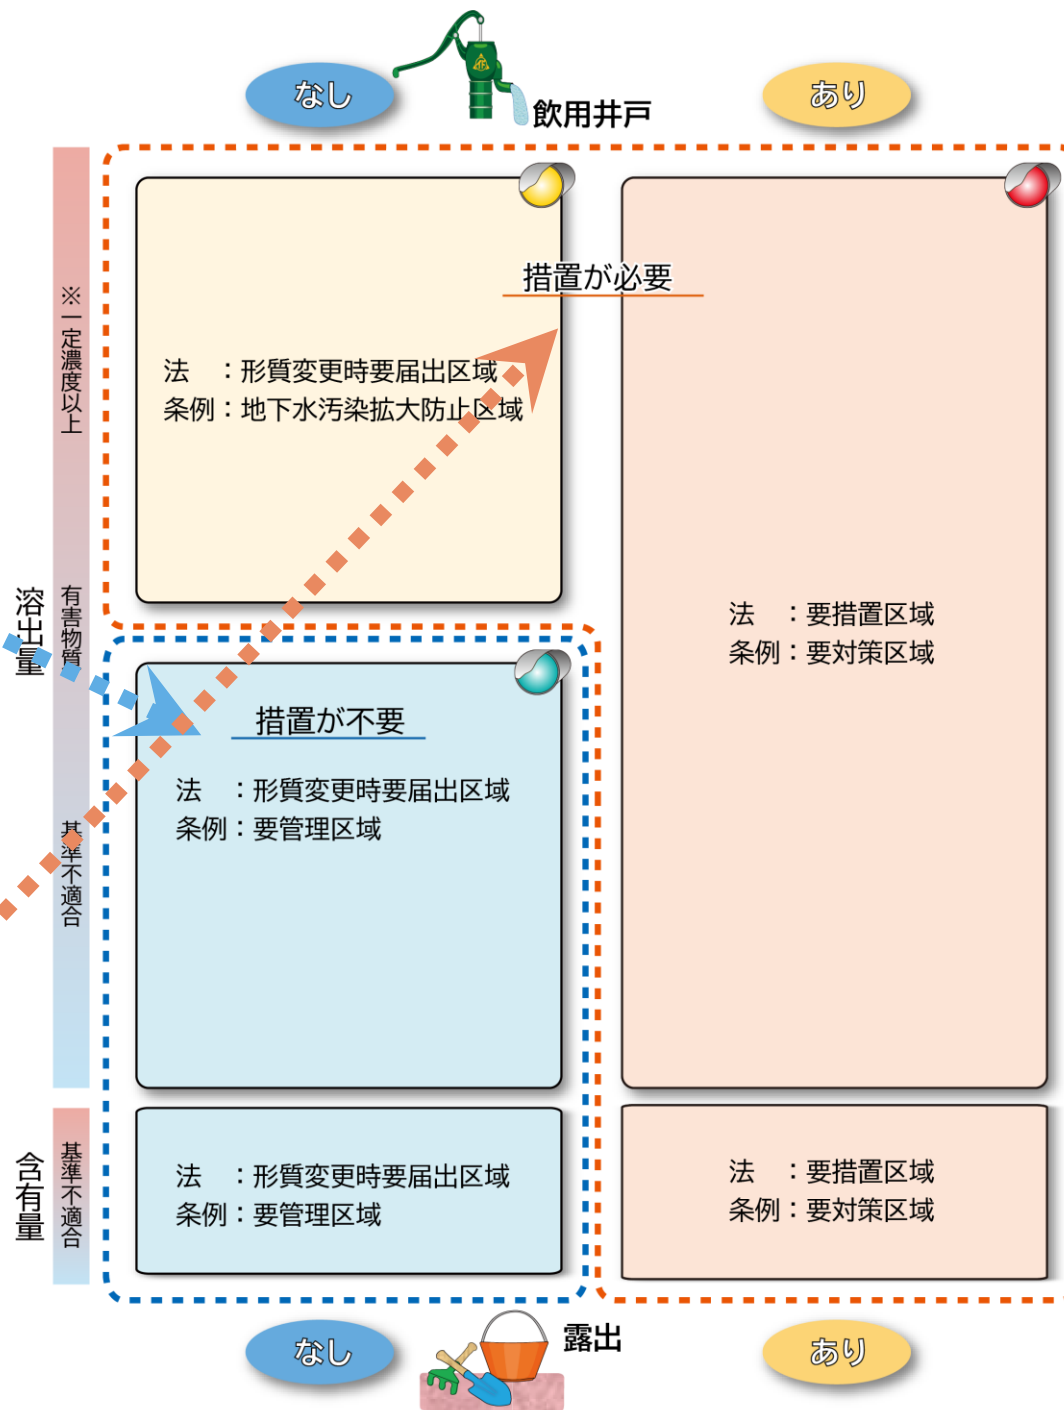 なし
飲用井戸
あり
措置が必要
※一定濃度以上
法　：形質変更時要届出区域
条例：地下水汚染拡大防止区域
溶出量
有害物質
法　：要措置区域
条例：要対策区域
措置が不要
法　：形質変更時要届出区域
条例：要管理区域
基準不適合
含有量
基準不適合
法　：形質変更時要届出区域
条例：要管理区域
法　：要措置区域
条例：要対策区域
なし
露出
あり